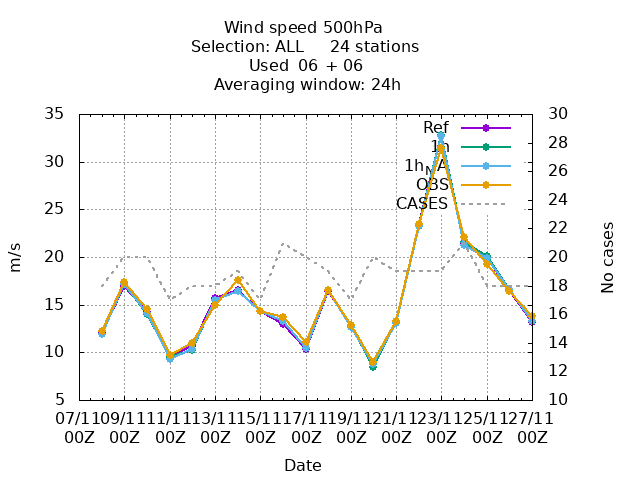 Wind speed 500hPa
Selection: ALL 24 stations
Used 06 + 06
Averaging window: 24h
35
30
25
20
15
10
5
m/s
30
28
26
24
22
20
18
16
14
12
10
No cases
Ref
1h
1h_NA
OBS
CASES
07/11 09/11 11/11 13/11 15/11 17/11 19/11 21/11 23/11 25/11 27/11
00Z 00Z 00Z 00Z 00Z 00Z 00Z 00Z 00Z 00Z 00Z
Date